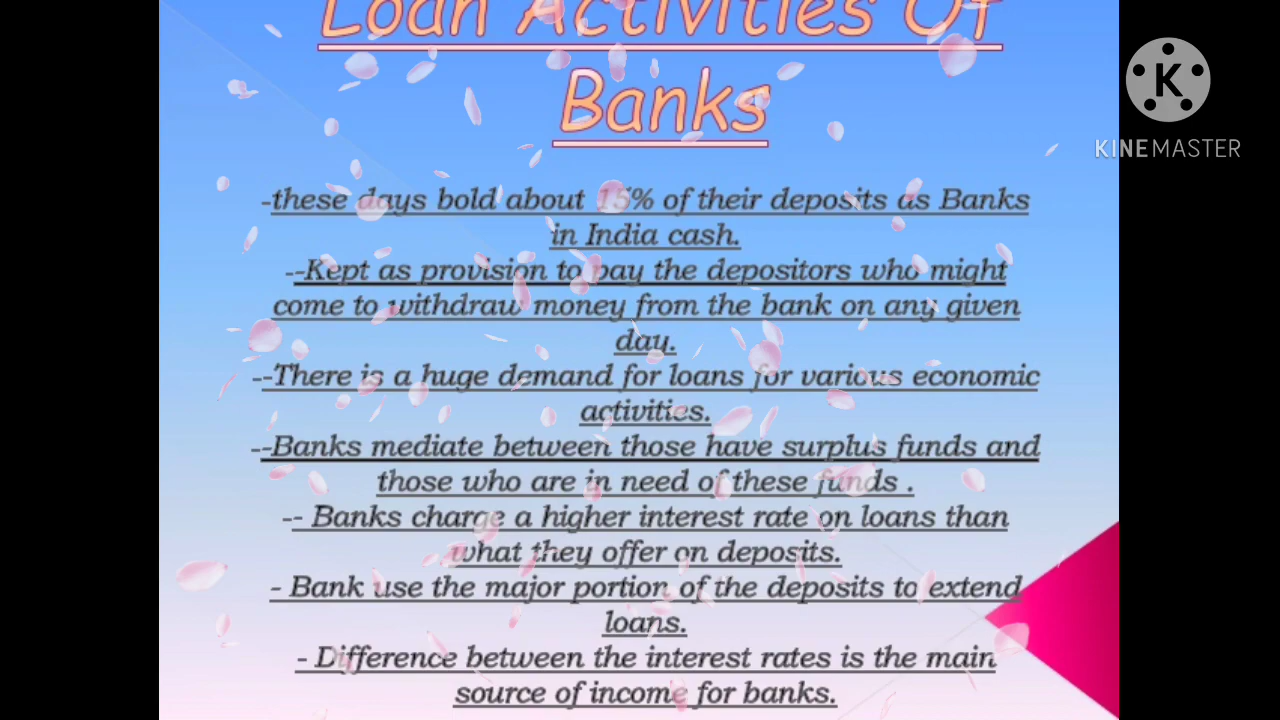 Loan Activities Of
Banks
-these days bold about 15% of their deposits as Banks
in India cash.
--Kept as provision to pay the depositors who might
come to withdraw money from the bank on any given
day.
--There is a huge demand for loans for various economic
activities.
--Banks mediate between those have surplus funds and
those who are in need of these funds .
-- Banks charge a higher interest rate on loans than
what they offer on deposits.
- Bank use the major portion of the deposits to extend
loans.
- Difference between the interest rates is the main
source of income for banks.
K
KINEMASTER